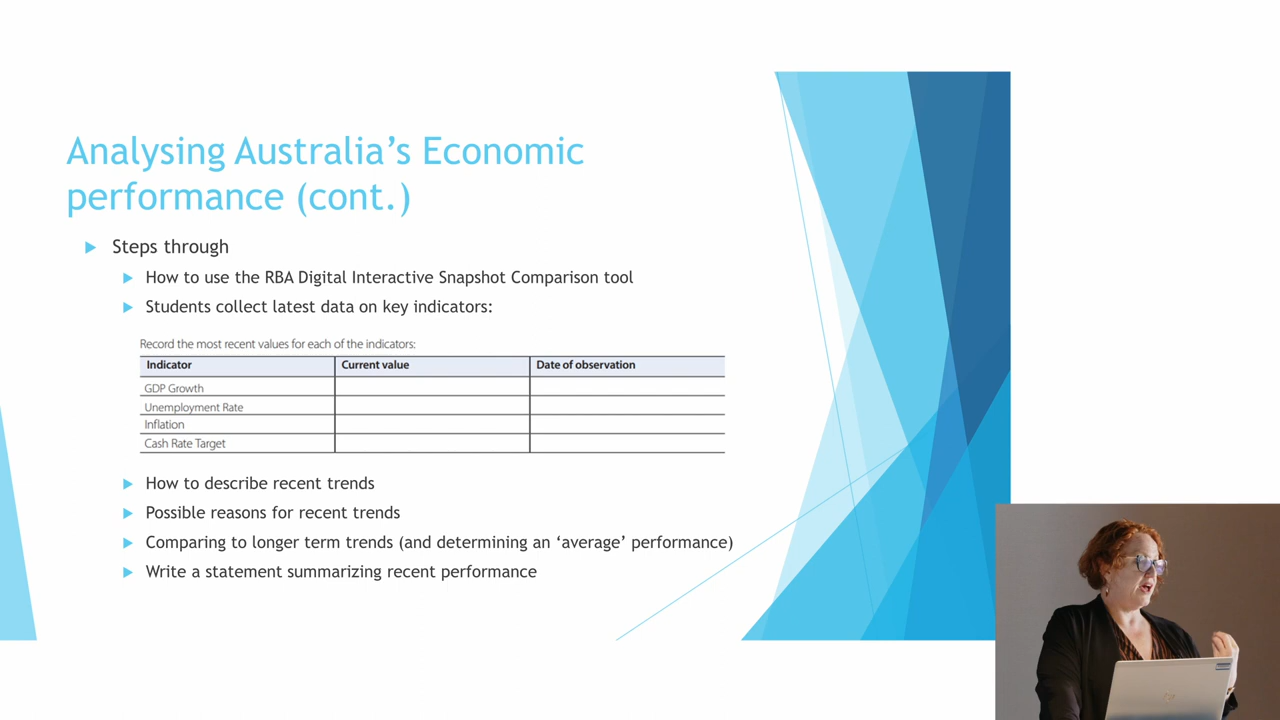 Analysing Australia's Economic
performance (cont.)
Steps through
How to use the RBA Digital Interactive Snapshot Comparison tool
Students collect latest data on key indicators:
Record the most recent values for each of the indicators:
Indicator Current value Date of observation
GDP Growth
Unemployment Rate
Inflation
Cash Rate Target
How to describe recent trends
Possible reasons for recent trends
Comparing to longer term trends (and determining an ‘average’ performance)
Write a statement summarizing recent performance